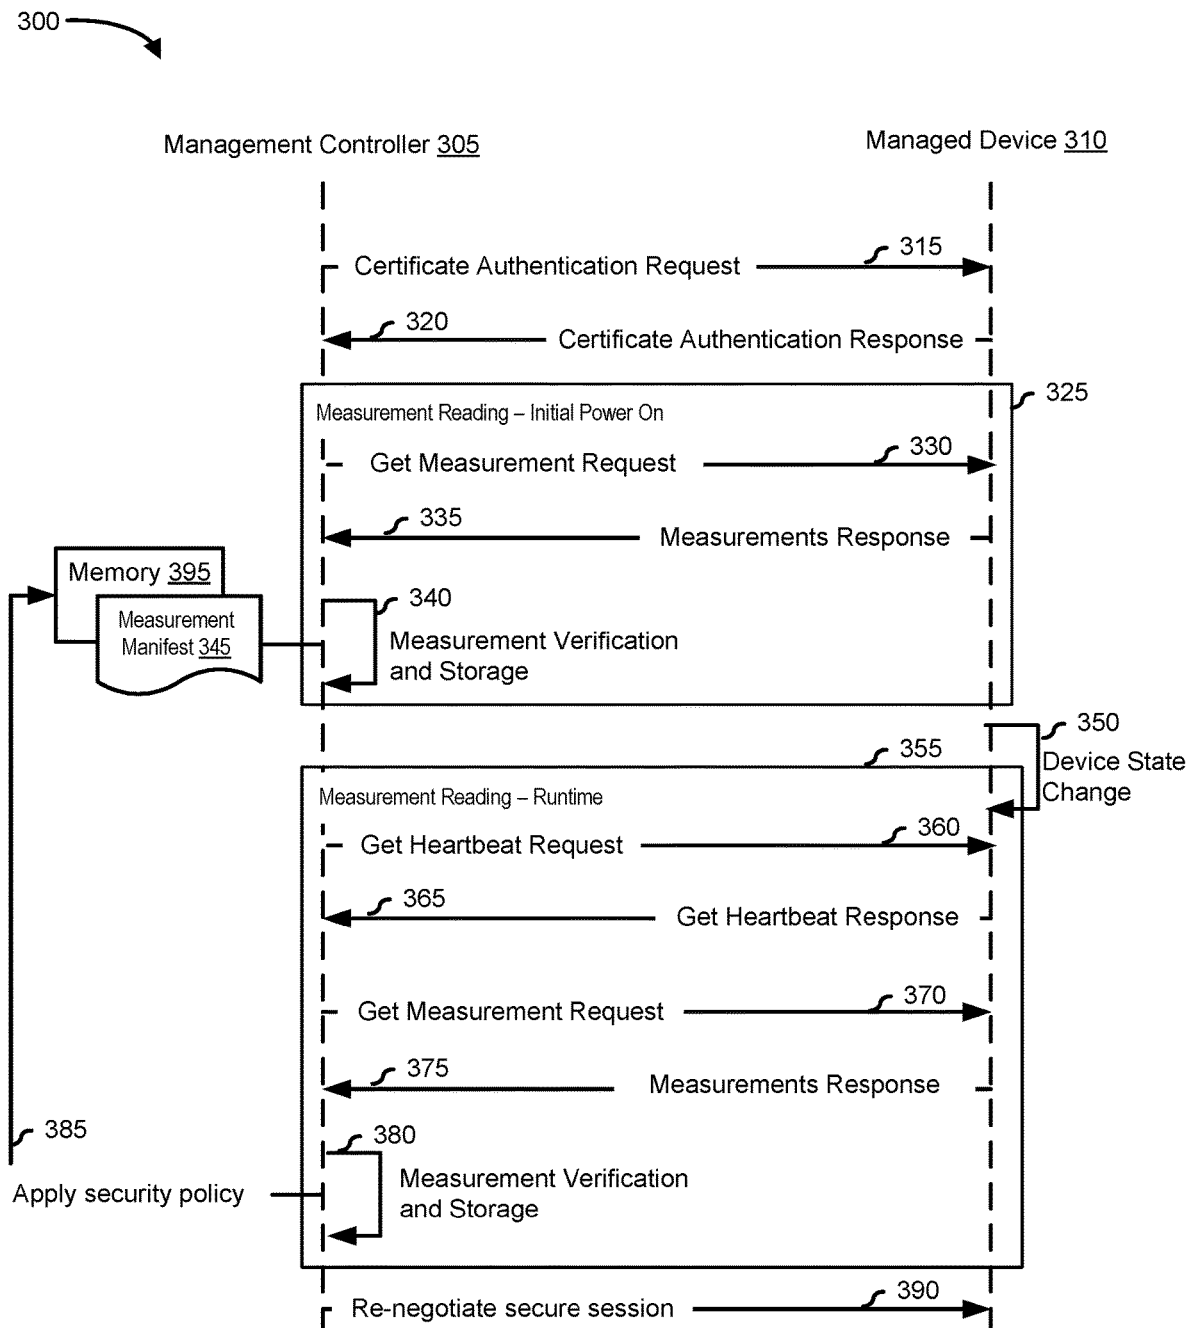 300
Management Controller 305
Managed Device 310
315
Certificate Authentication Request
320
Certificate Authentication Response
325
Measurement Reading – Initial Power On
330
Get Measurement Request
335
Measurements Response
Memory 395
Measurement
Manifest 345
340
Measurement Verification
and Storage
350
Device State
Change
355
Measurement Reading – Runtime
360
Get Heartbeat Request
365
Get Heartbeat Response
370
Get Measurement Request
375
Measurements Response
385
Apply security policy
380
Measurement Verification
and Storage
390
Re-negotiate secure session